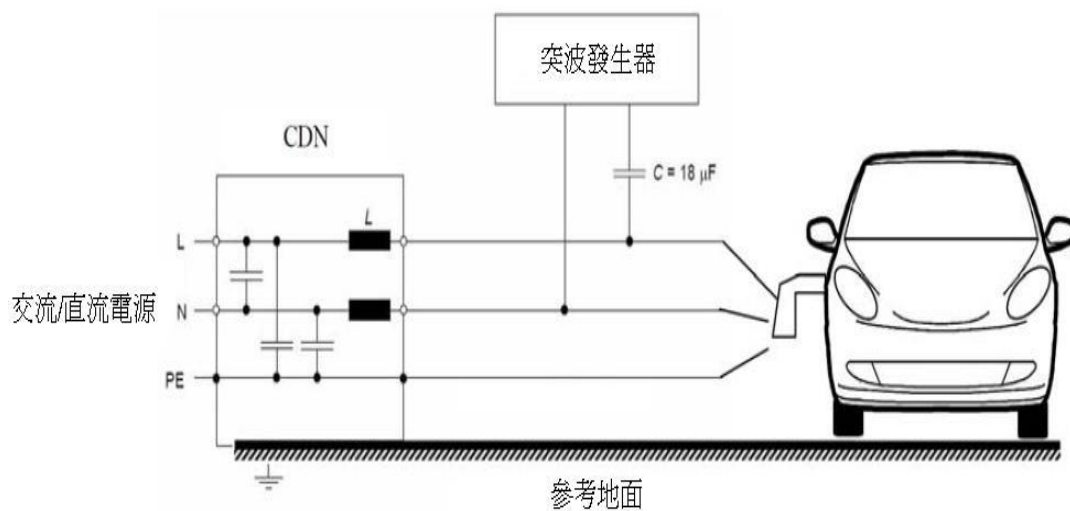 突波發生器
CDN
C = 18 μF
L
L
交流/直流電源 N
PE
參考地面